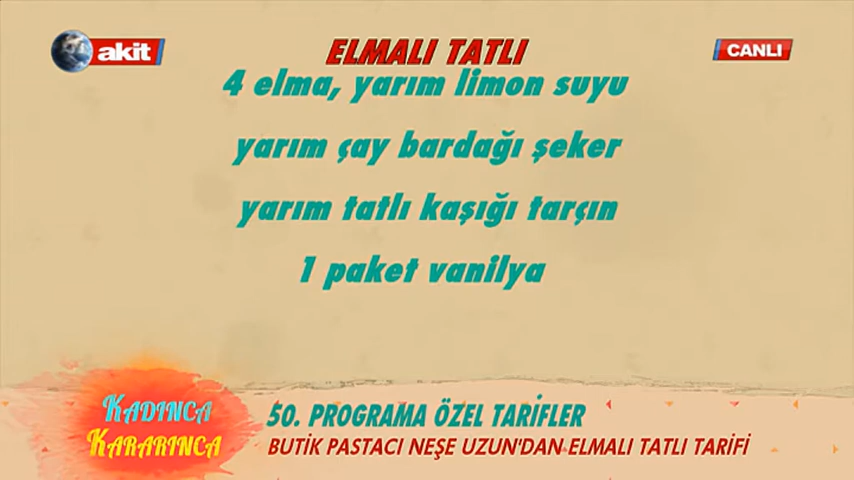 akit
ELMALI TATLI
CANLI
4 elma, yarım limon suyu
yarım çay bardağı şeker
yarım tatlı kaşığı tarçın
1 paket vanilya
KADINCA
KARARINCA
50. PROGRAMA ÖZEL TARİFLER
BUTİK PASTACI NEŞE UZUN'DAN ELMALI TATLI TARİFİ